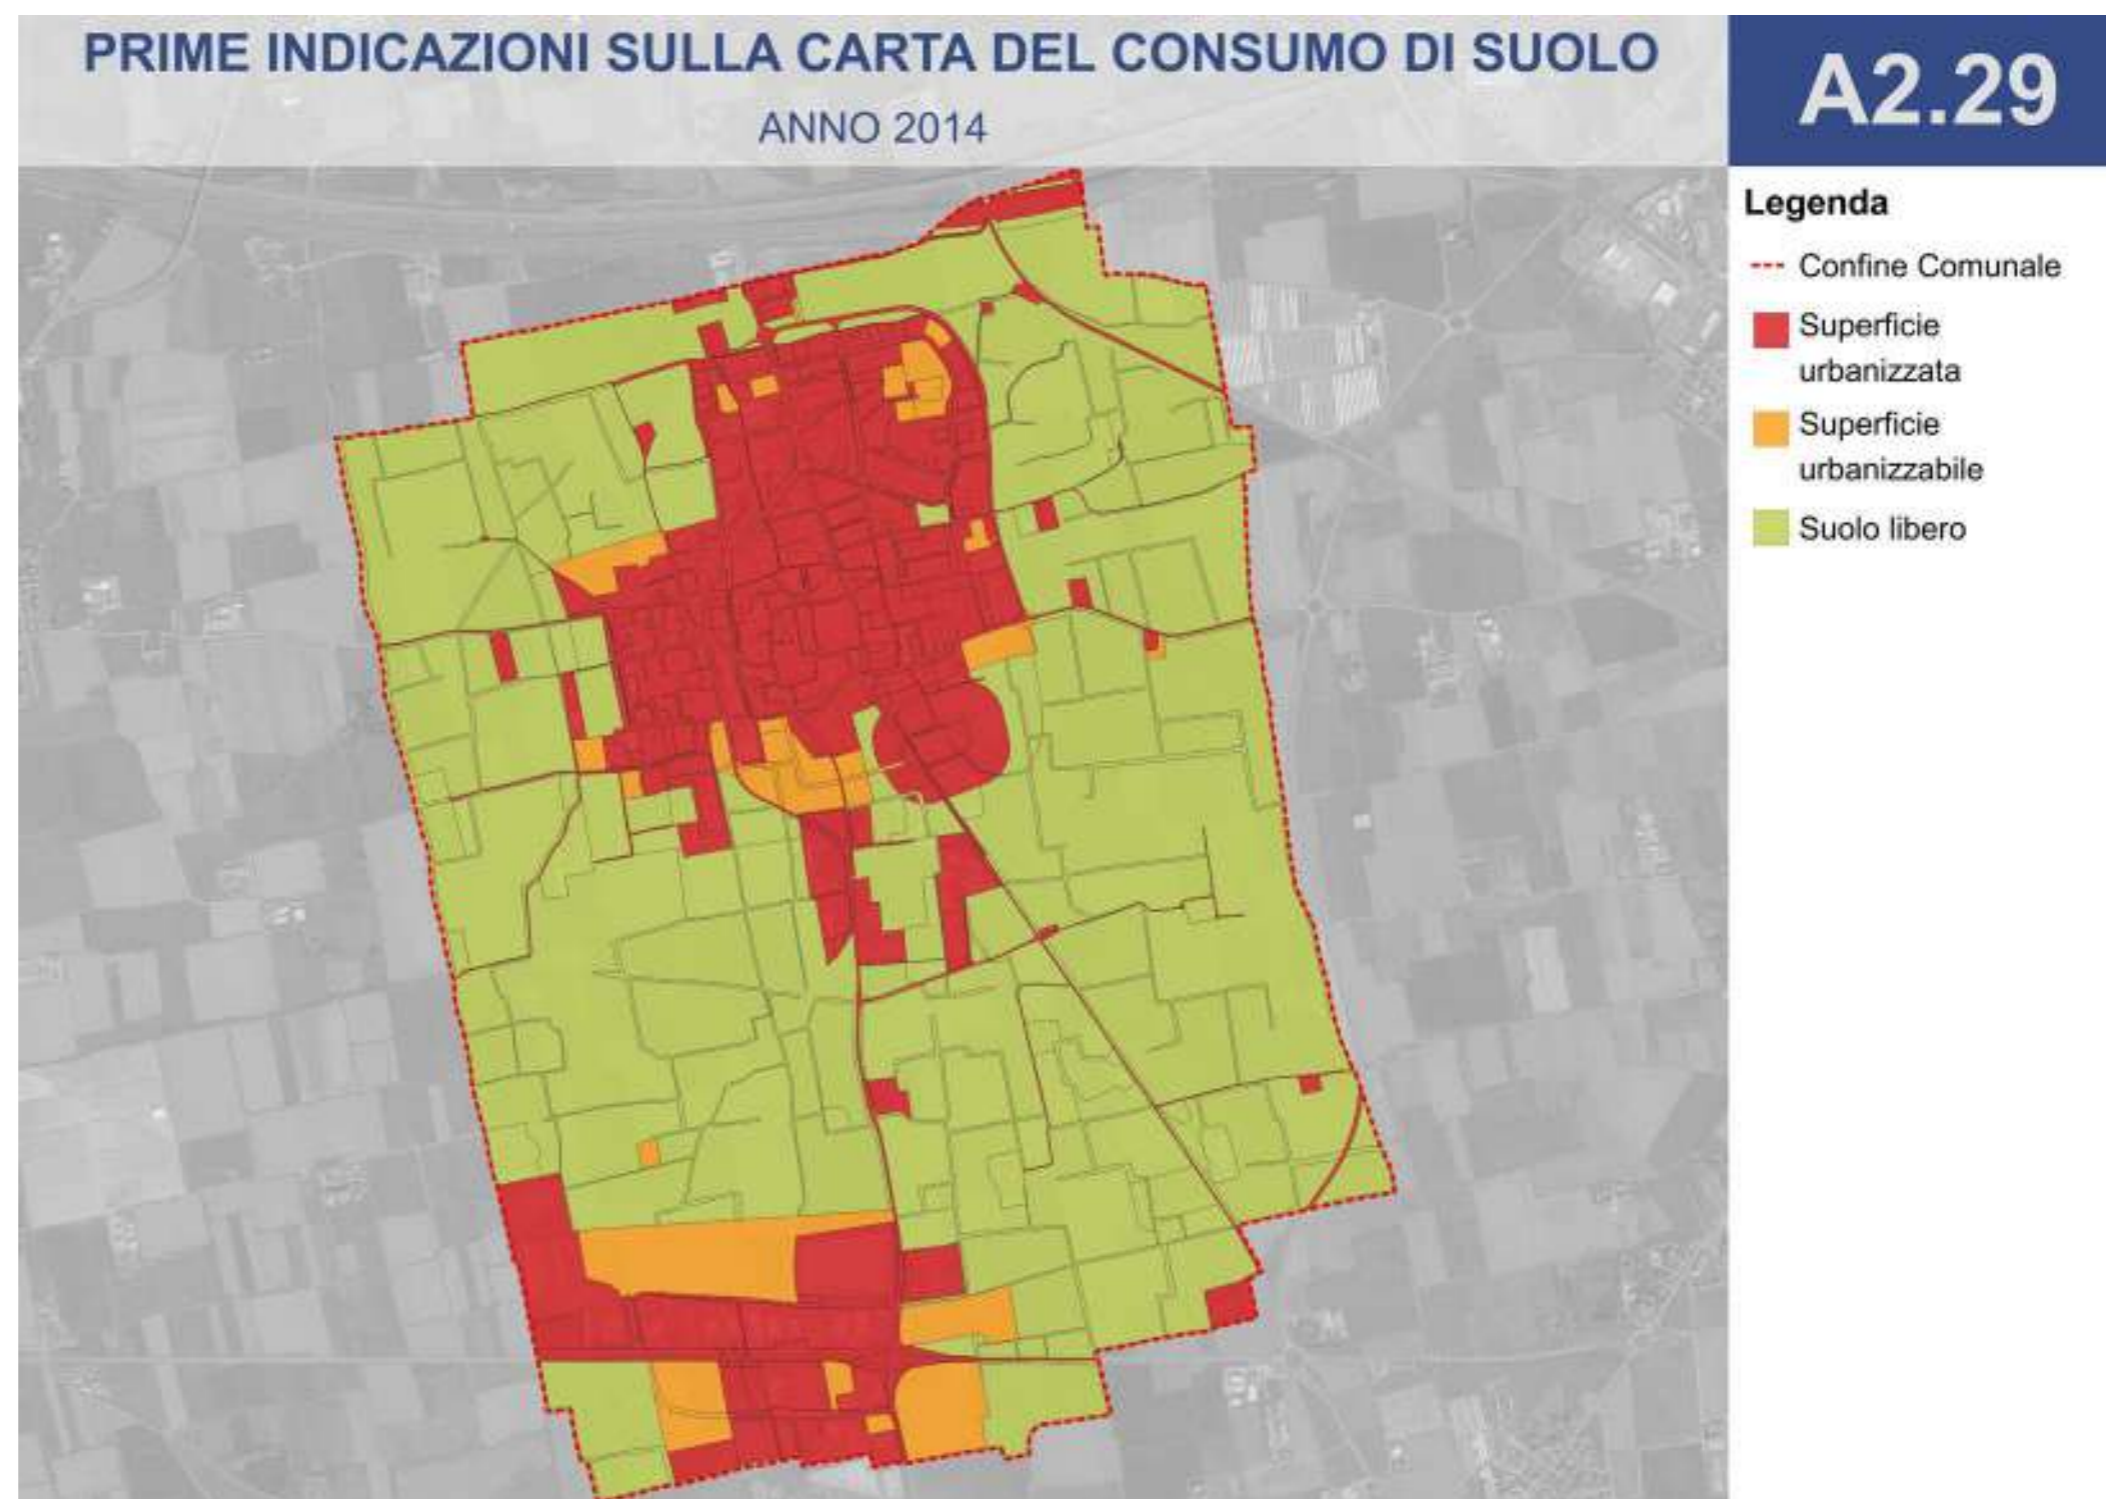 PRIME INDICAZIONI SULLA CARTA DEL CONSUMO DI SUOLO
ANNO 2014
A2.29
Legenda
Confine Comunale
Superficie
urbanizzata
Superficie
urbanizzabile
Suolo libero